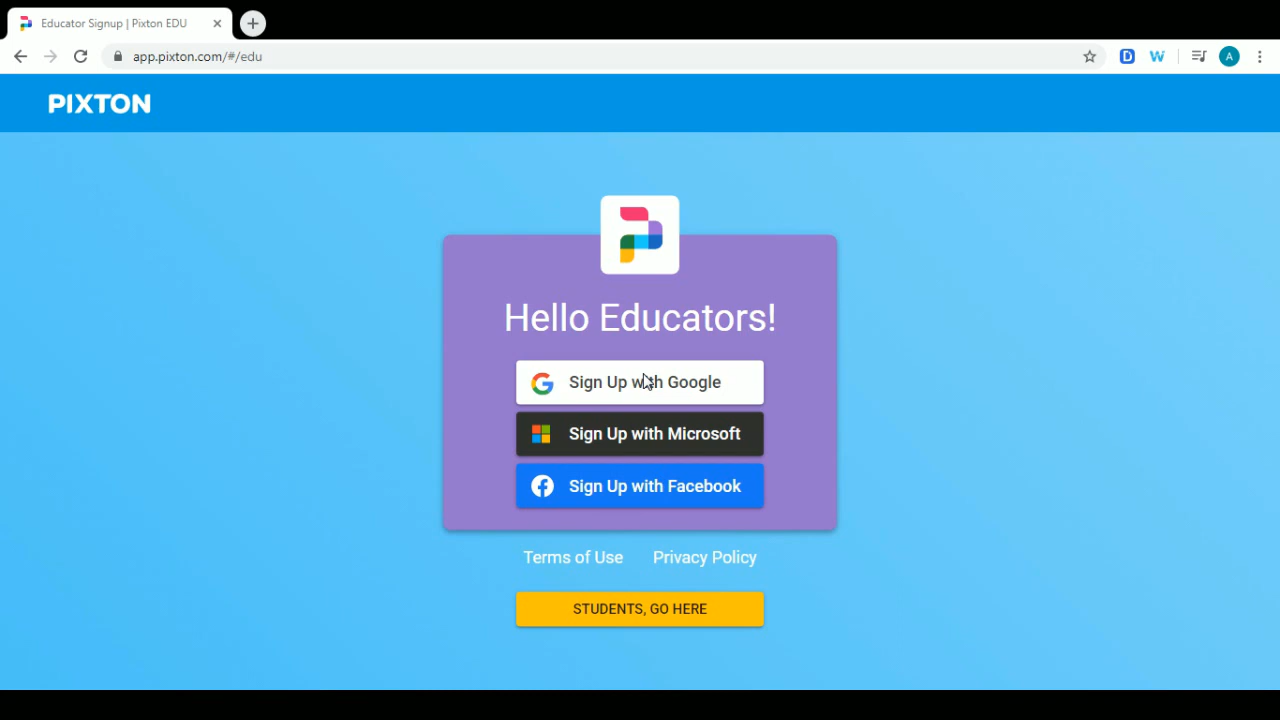 Educator Signup | Pixton EDU
app.pixton.com/#/edu
D
W
A
PIXTON
Hello Educators!
Sign Up with Google
Sign Up with Microsoft
Sign Up with Facebook
Terms of Use Privacy Policy
STUDENTS, GO HERE